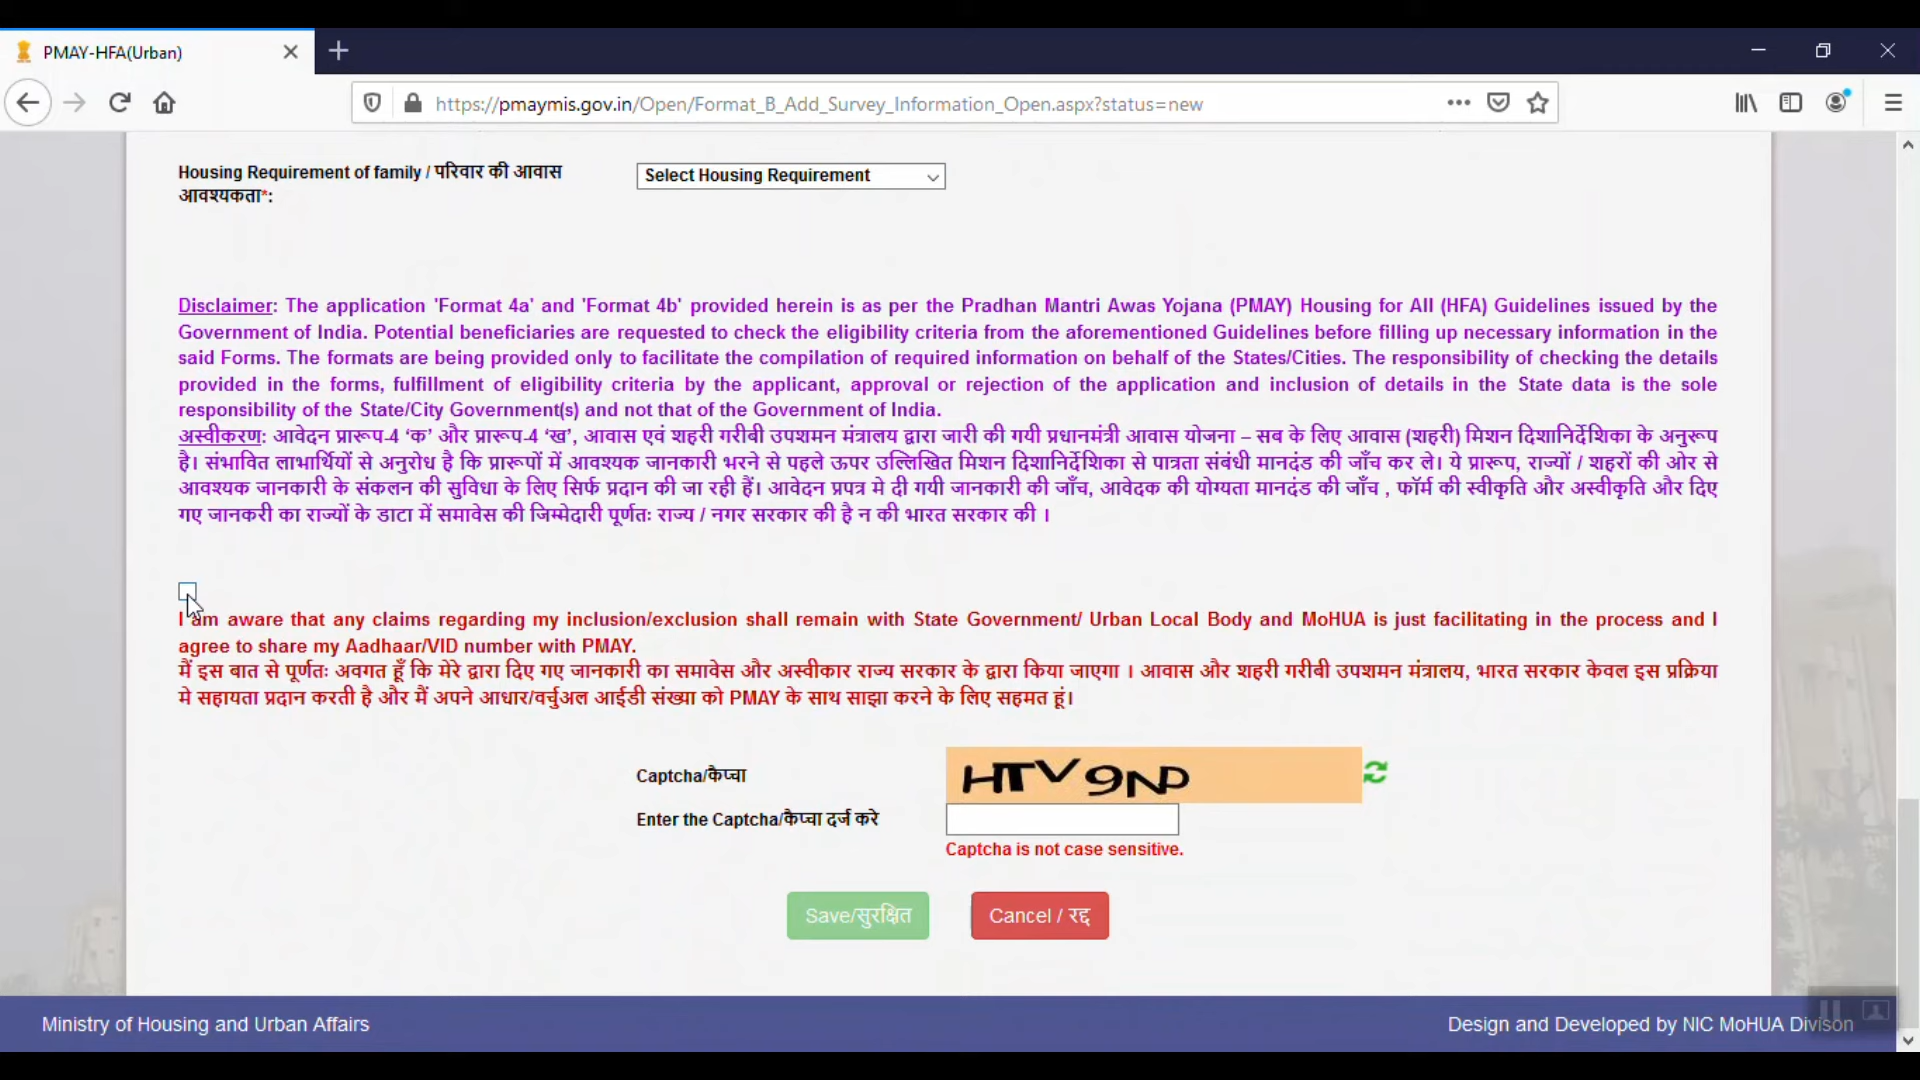 PMAY-HFA(Urban)
https://pmaymis.gov.in/Open/Format_B_Add_Survey_Information_Open.aspx?status=new
Housing Requirement of family / परिवार की आवास
आवश्यकता*:
Select Housing Requirement
Disclaimer: The application 'Format 4a' and 'Format 4b' provided herein is as per the Pradhan Mantri Awas Yojana (PMAY) Housing for All (HFA) Guidelines issued by the
Government of India. Potential beneficiaries are requested to check the eligibility criteria from the aforementioned Guidelines before filling up necessary information in the
said Forms. The formats are being provided only to facilitate the compilation of required information on behalf of the States/Cities. The responsibility of checking the details
provided in the forms, fulfillment of eligibility criteria by the applicant, approval or rejection of the application and inclusion of details in the State data is the sole
responsibility of the State/City Government(s) and not that of the Government of India.
अस्वीकरण: आवेदन प्रारूप-4 ‘क’ और प्रारूप-4 ‘ख’, आवास एवं शहरी गरीबी उपशमन मंत्रालय द्वारा जारी की गयी प्रधानमंत्री आवास योजना – सब के लिए आवास (शहरी) मिशन दिशानिर्देशिका के अनुरूप
है। संभावित लाभार्थियों से अनुरोध है कि प्रारूपों में आवश्यक जानकारी भरने से पहले ऊपर उल्लिखित मिशन दिशानिर्देशिका से पात्रता संबंधी मानदंड की जाँच कर ले। ये प्रारूप, राज्यों / शहरों की ओर से
आवश्यक जानकारी के संकलन की सुविधा के लिए सिर्फ प्रदान की जा रही हैं। आवेदन प्रपत्र मे दी गयी जानकारी की जाँच, आवेदक की योग्यता मानदंड की जाँच , फॉर्म की स्वीकृति और अस्वीकृति और दिए
गए जानकरी का राज्यों के डाटा में समावेस की जिम्मेदारी पूर्णतः राज्य / नगर सरकार की है न की भारत सरकार की ।
I am aware that any claims regarding my inclusion/exclusion shall remain with State Government/ Urban Local Body and MoHUA is just facilitating in the process and I
agree to share my Aadhaar/VID number with PMAY.
मैं इस बात से पूर्णतः अवगत हूँ कि मेरे द्वारा दिए गए जानकारी का समावेस और अस्वीकार राज्य सरकार के द्वारा किया जाएगा । आवास और शहरी गरीबी उपशमन मंत्रालय, भारत सरकार केवल इस प्रक्रिया
मे सहायता प्रदान करती है और मैं अपने आधार/वर्चुअल आईडी संख्या को PMAY के साथ साझा करने के लिए सहमत हूं।
Captcha/कैप्चा
HTV9ND
Enter the Captcha/कैप्चा दर्ज करे
Captcha is not case sensitive.
Save/सुरक्षित
Cancel / रद्द
Ministry of Housing and Urban Affairs
Design and Developed by NIC MoHUA Divison